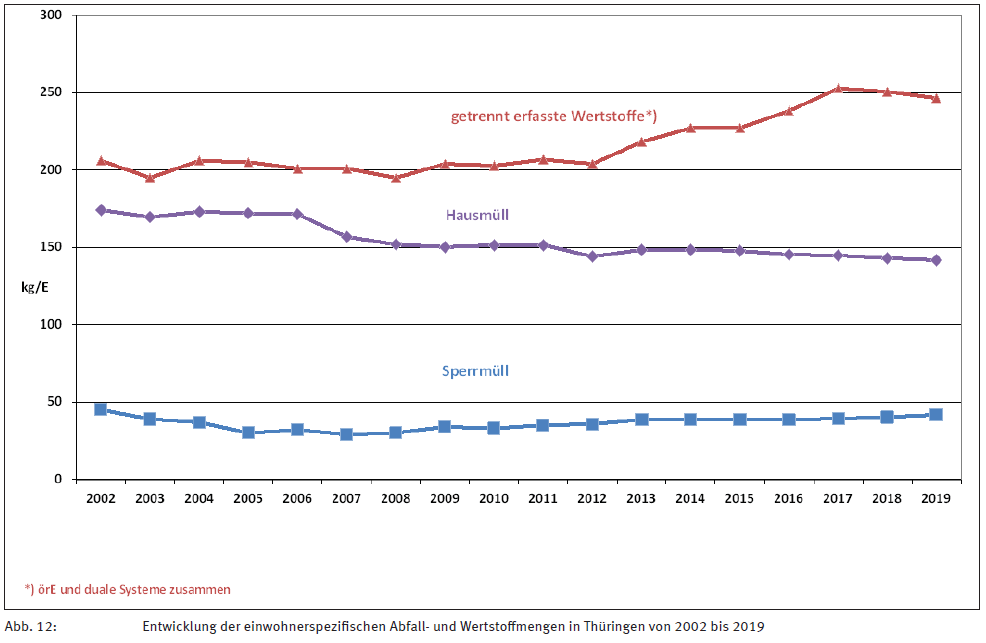 300
250
getrennt erfasste Wertstoffe*)
200
Hausmüll
150
kg/E
100
Sperrmüll
50
0
2002 2003 2004 2005 2006 2007 2008 2009 2010 2011 2012 2013 2014 2015 2016 2017 2018 2019
*) örE und duale Systeme zusammen
Abb. 12: Entwicklung der einwohnerspezifischen Abfall- und Wertstoffmengen in Thüringen von 2002 bis 2019